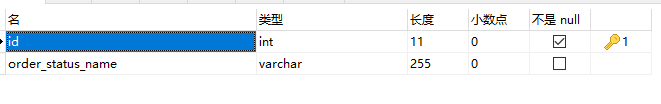 名 类型 长度 小数点 不是 null
id int 11 0 1
order_status_name varchar 255 0